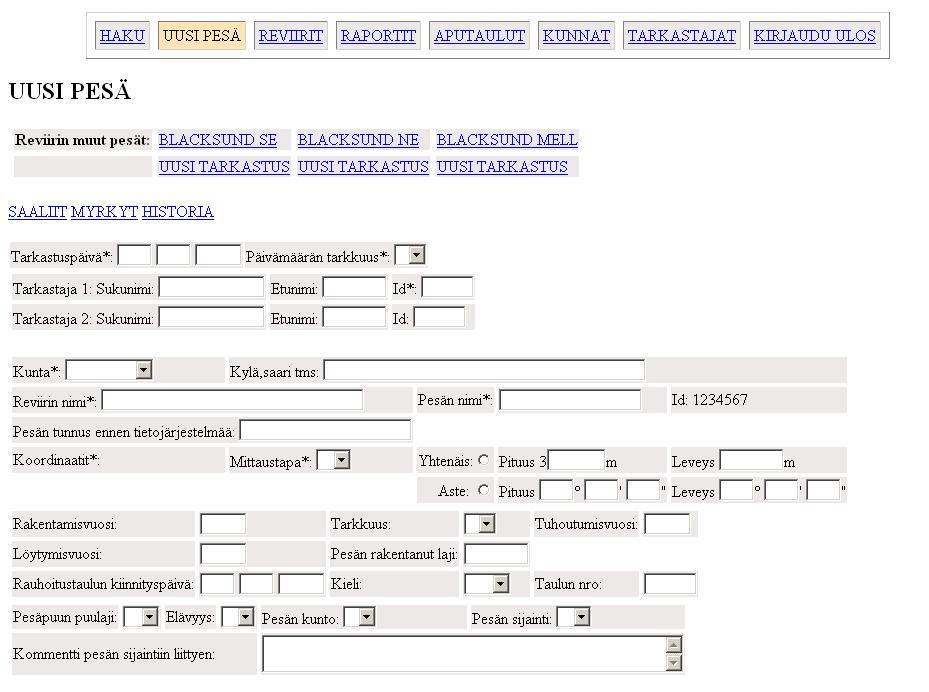 HAKU UUSI PESÄ REVIIRIT RAPORTIT APUTAULUT KUNNAT TARKASTAJAT KIRJAUDU ULOS
UUSI PESÄ
Reviirin muut pesät: BLACKSUND SE BLACKSUND NE BLACKSUND MELL
UUSI TARKASTUS UUSI TARKASTUS UUSI TARKASTUS
SAALIIT MYRKYT HISTORIA
Tarkastuspäivä*: Päivämäärän tarkkuus*:
Tarkastaja 1: Sukunimi: Etunimi: Id*:
Tarkastaja 2: Sukunimi: Etunimi: Id:
Kunta*: Kylä,saari tms:
Reviirin nimi*: Pesän nimi*: Id: 1234567
Pesän tunnus ennen tietojärjestelmää:
Koordinaatit*: Mittaustapa*: Yhtenäis: Pituus 3 m Leveys m
Aste: Pituus ° ' " Leveys ° ' "
Rakentamisvuosi: Tarkkuus: Tuhoutumisvuosi:
Löytymisvuosi: Pesän rakentanut laji:
Rauhoitustaulun kiinnityspäivä: Kieli: Taulun nro:
Pesäpuun puulaji: Elävyys: Pesän kunto: Pesän sijainti:
Kommentti pesän sijaintiin liittyen: